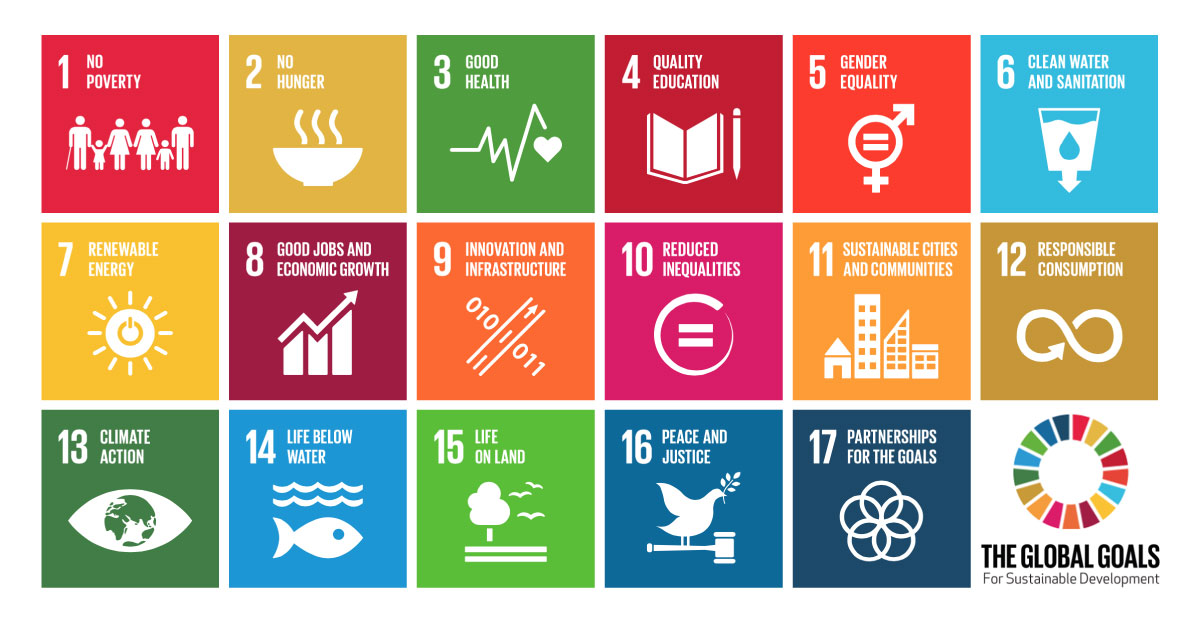 1 NO
POVERTY
2 NO
HUNGER
3 GOOD
HEALTH
4 QUALITY
EDUCATION
5 GENDER
EQUALITY
6 CLEAN WATER
AND SANITATION
7 RENEWABLE
ENERGY
8 GOOD JOBS AND
ECONOMIC GROWTH
9 INNOVATION AND
INFRASTRUCTURE
010
011
10 REDUCED
INEQUALITIES
11 SUSTAINABLE CITIES
AND COMMUNITIES
12 RESPONSIBLE
CONSUMPTION
13 CLIMATE
ACTION
14 LIFE BELOW
WATER
15 LIFE
ON LAND
16 PEACE AND
JUSTICE
17 PARTNERSHIPS
FOR THE GOALS
THE GLOBAL GOALS
For Sustainable Development